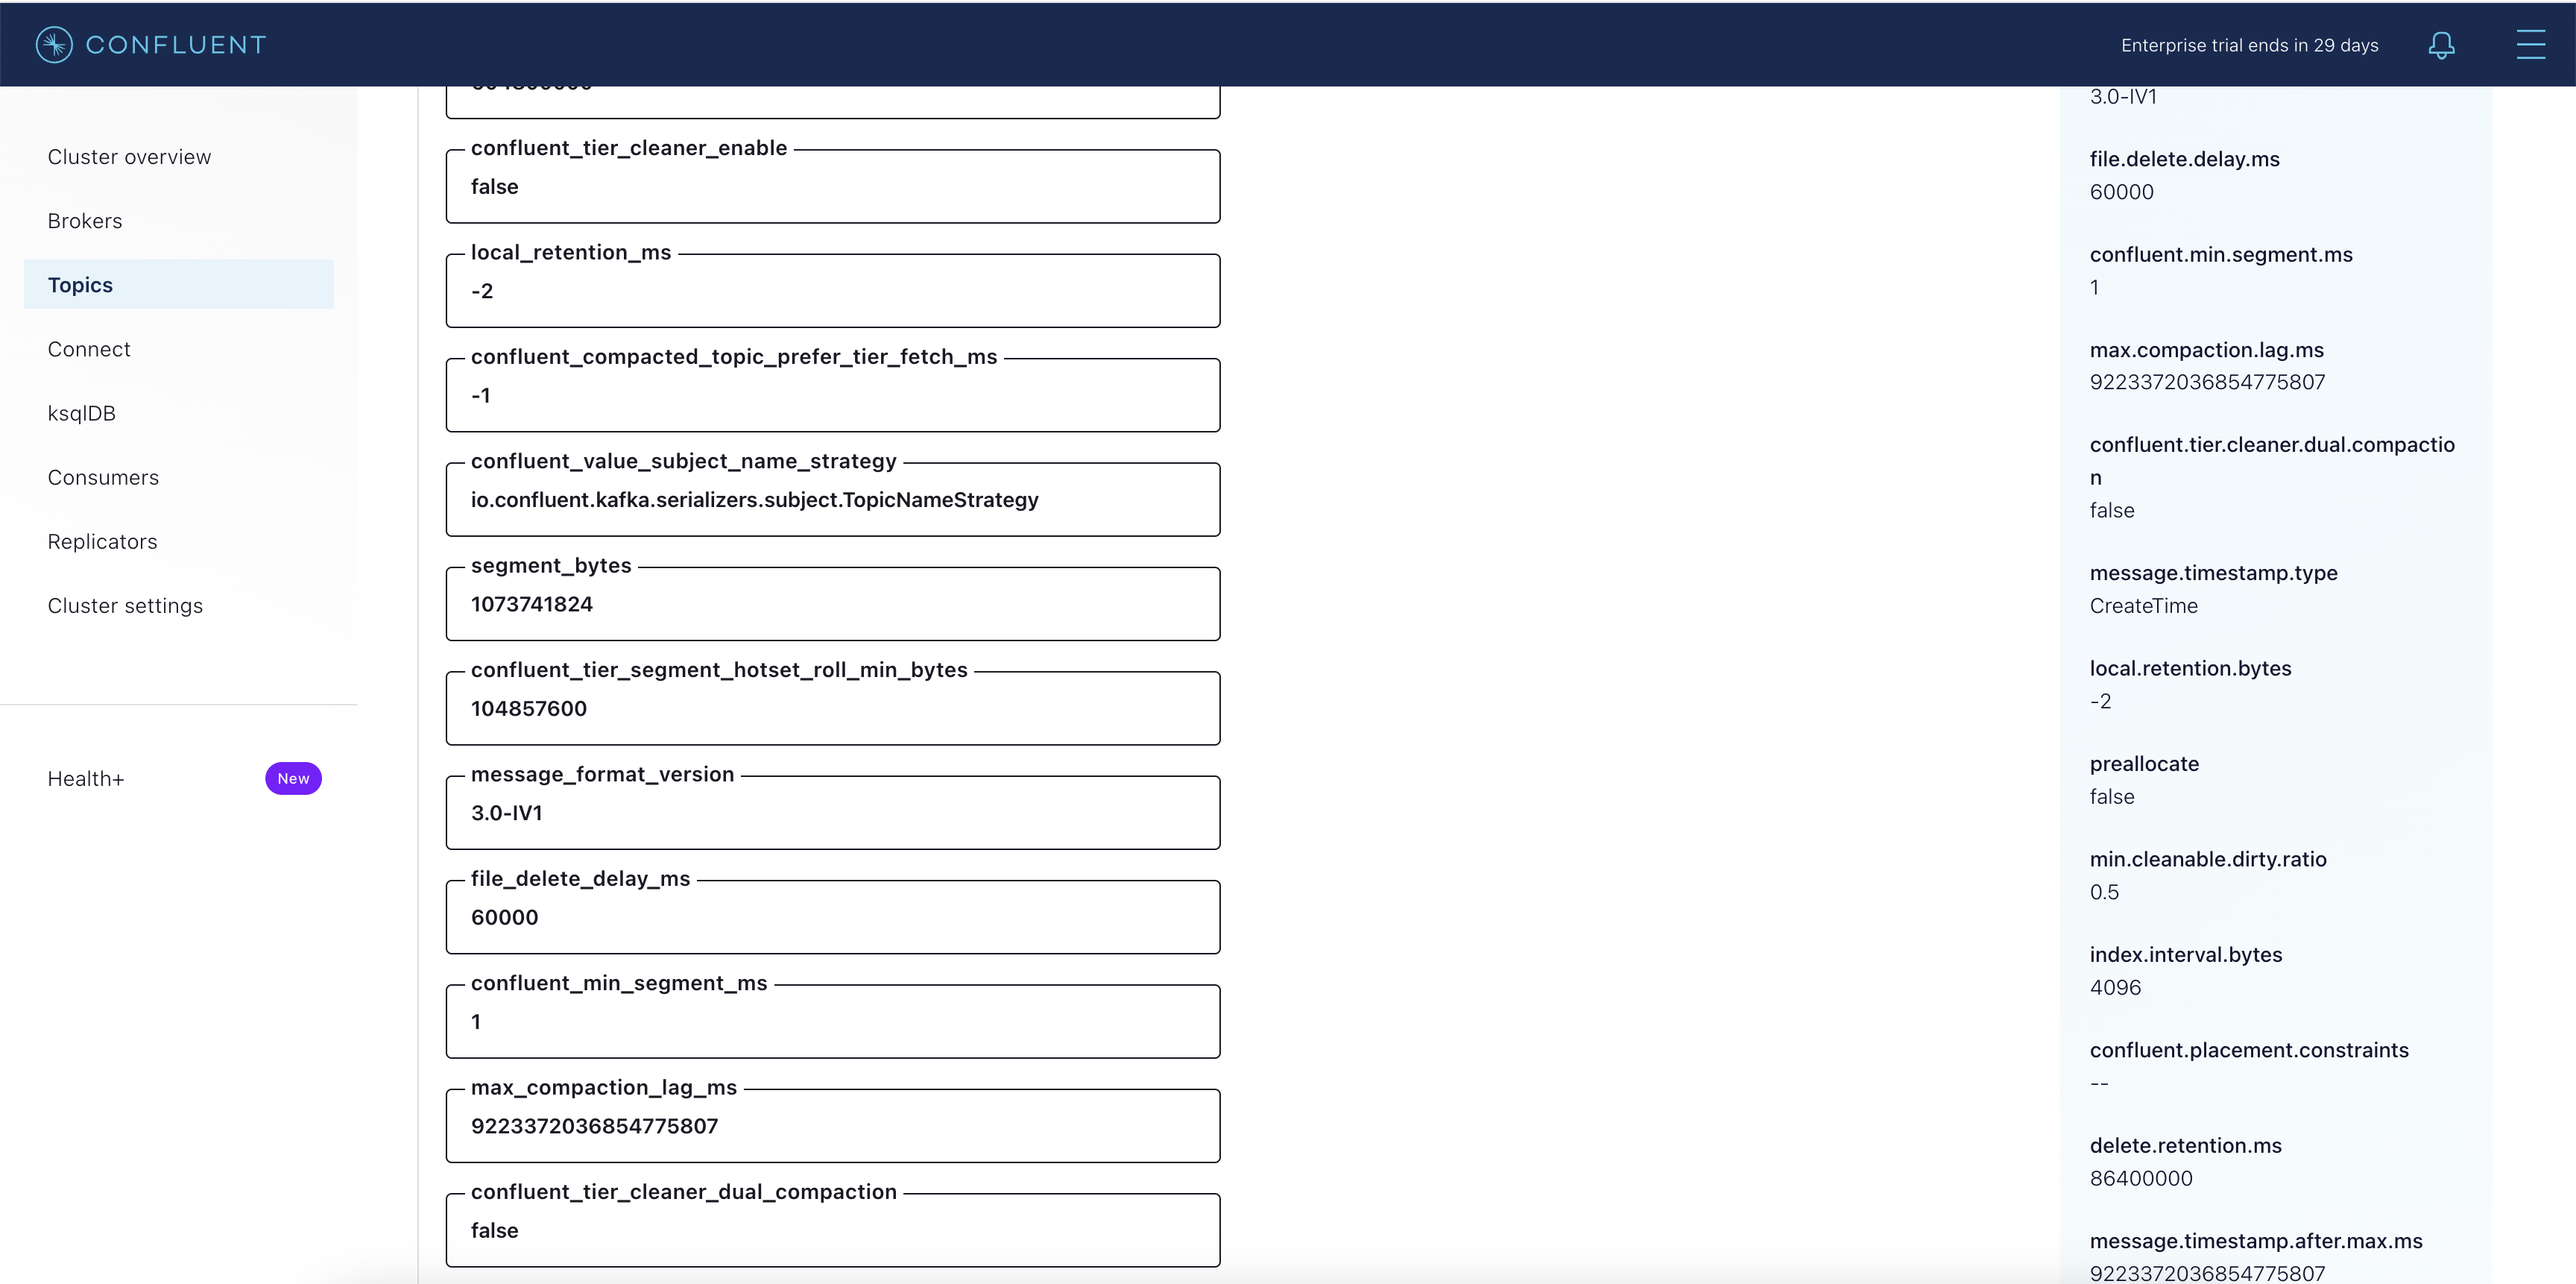 CONFLUENT
Enterprise trial ends in 29 days
Cluster overview
Brokers
Topics
Connect
ksqlDB
Consumers
Replicators
Cluster settings
Health+
New
confluent_tier_cleaner_enable
false
local_retention_ms
-2
confluent_compacted_topic_prefer_tier_fetch_ms
-1
confluent_value_subject_name_strategy
io.confluent.kafka.serializers.subject.TopicNameStrategy
segment_bytes
1073741824
confluent_tier_segment_hotset_roll_min_bytes
104857600
message_format_version
3.0-IV1
file_delete_delay_ms
60000
confluent_min_segment_ms
1
max_compaction_lag_ms
9223372036854775807
confluent_tier_cleaner_dual_compaction
false
3.0-IV1
file.delete.delay.ms
60000
confluent.min.segment.ms
1
max.compaction.lag.ms
9223372036854775807
confluent.tier.cleaner.dual.compactio
n
false
message.timestamp.type
CreateTime
local.retention.bytes
-2
preallocate
false
min.cleanable.dirty.ratio
0.5
index.interval.bytes
4096
confluent.placement.constraints
--
delete.retention.ms
86400000
message.timestamp.after.max.ms
9223372036854775807